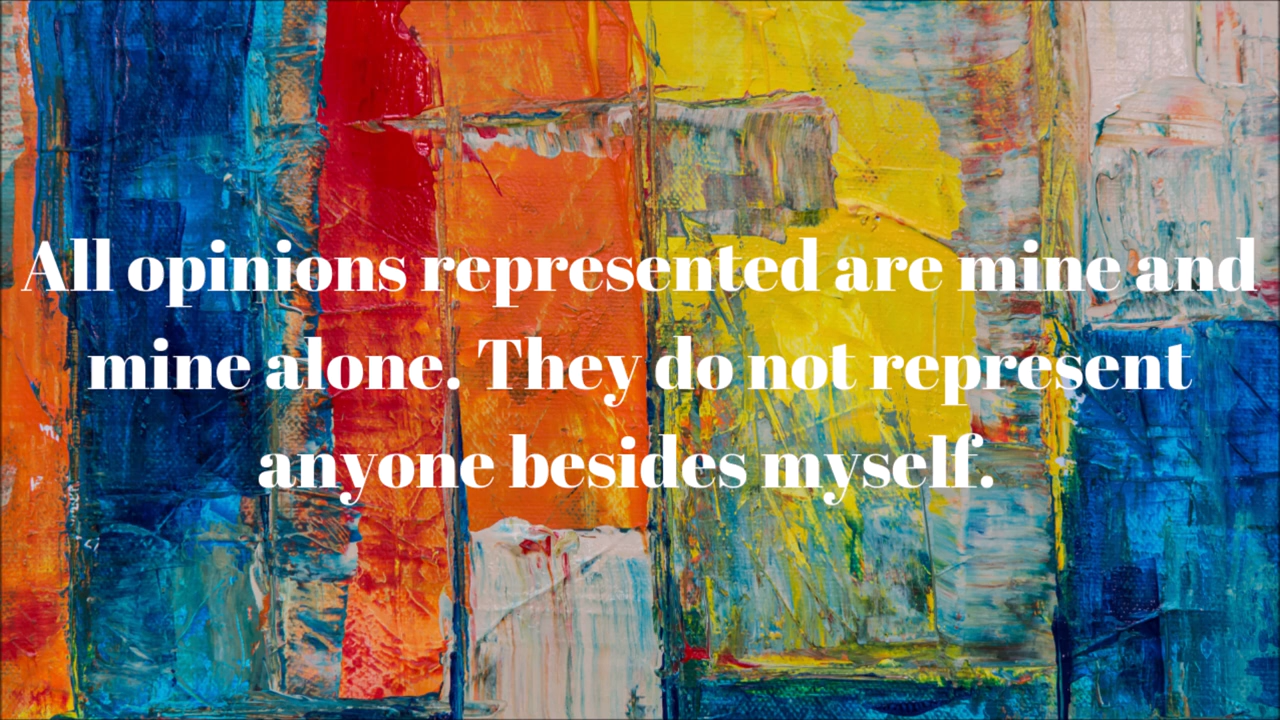 All opinions represented are mine and
mine alone. They do not represent
anyone besides myself.